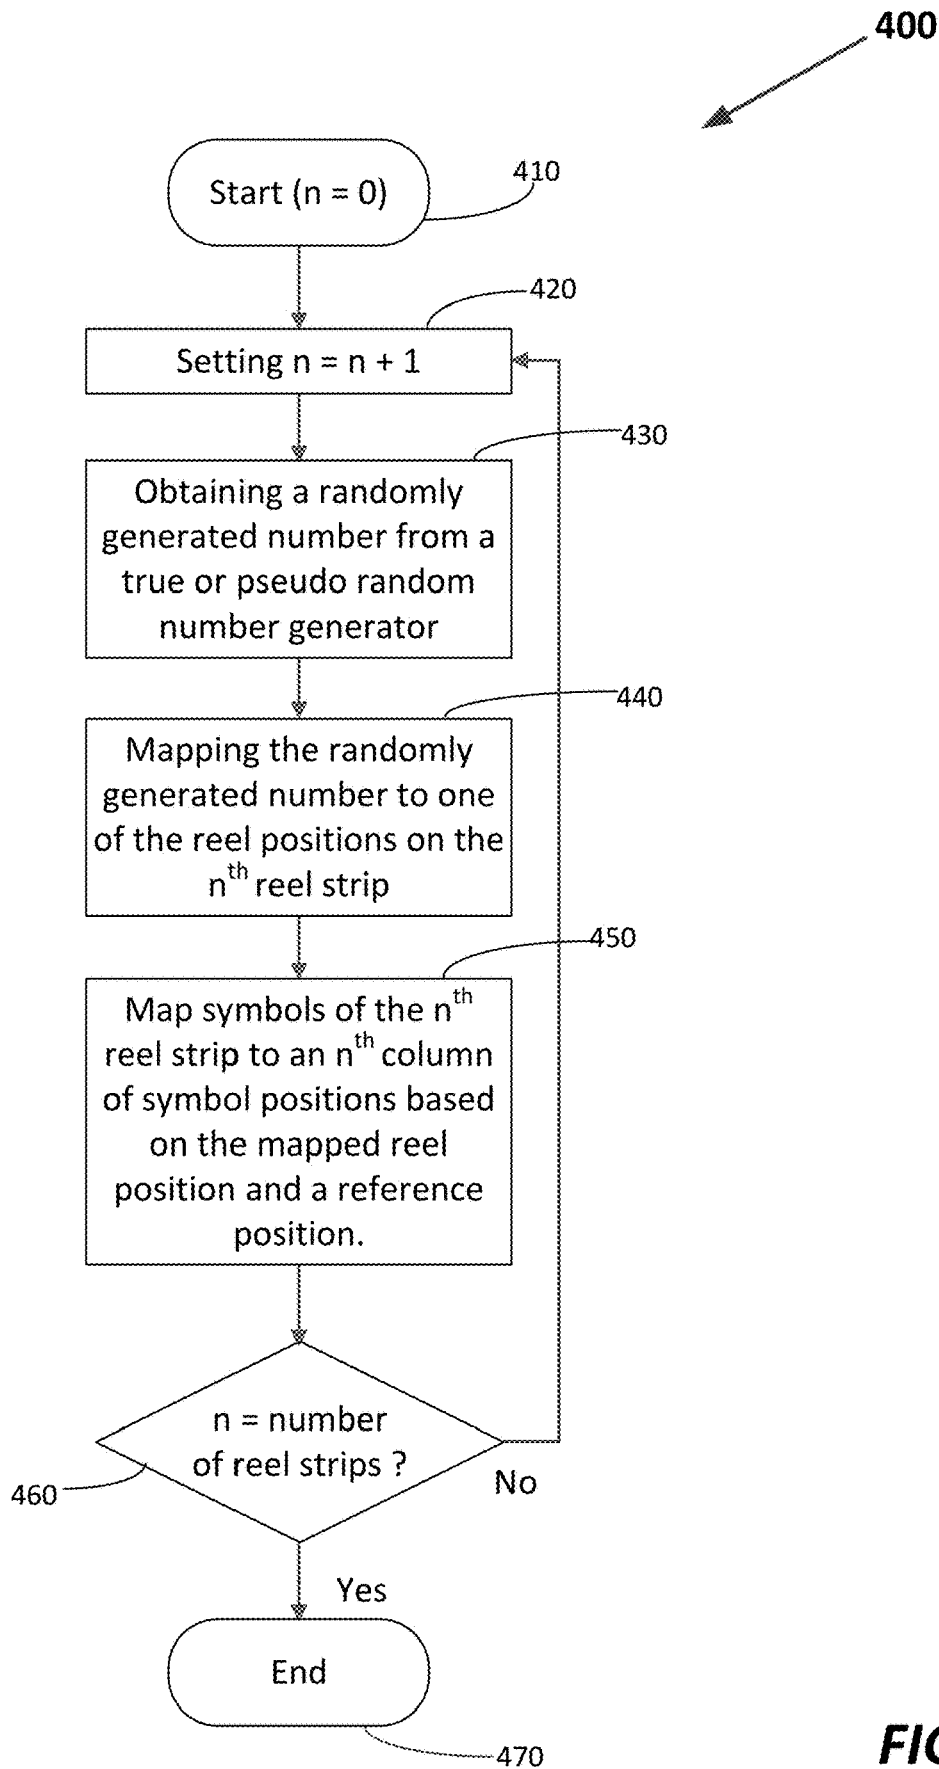 400
Start (n = 0)
410
420
Setting n = n + 1
430
Obtaining a randomly
generated number from a
true or pseudo random
number generator
440
Mapping the randomly
generated number to one
of the reel positions on the
nth reel strip
450
Map symbols of the nth
reel strip to an nth column
of symbol positions based
on the mapped reel
position and a reference
position.
n = number
of reel strips ?
460
No
Yes
End
470